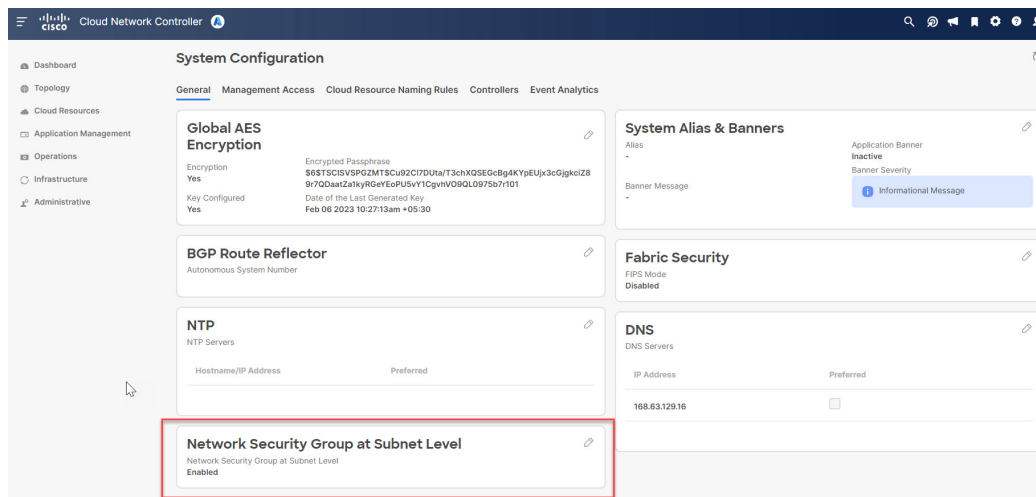 CISCO Cloud Network Controller
Dashboard
Topology
Cloud Resources
Application Management
Operations
Infrastructure
Administrative
System Configuration
General Management Access Cloud Resource Naming Rules Controllers Event Analytics
Global AES
Encryption
Encryption
Yes
Encrypted Passphrase
$6$TSCISVSPGZMT$Cu92CI7DUta/T3chXQSEGcBg4KYpEUjx3cGjgkciZ8
9r7QDaatZa1kyRGeYEoPU5vY1CgvhVO9QL0975b7r101
Key Configured
Yes
Date of the Last Generated Key
Feb 06 2023 10:27:13am +05:30
System Alias & Banners
Alias
-
Application Banner
Inactive
Banner Severity
Informational Message
Banner Message
-
BGP Route Reflector
Autonomous System Number
Fabric Security
FIPS Mode
Disabled
NTP
NTP Servers
Hostname/IP Address Preferred
DNS
DNS Servers
IP Address Preferred
168.63.129.16
Network Security Group at Subnet Level
Network Security Group at Subnet Level
Enabled